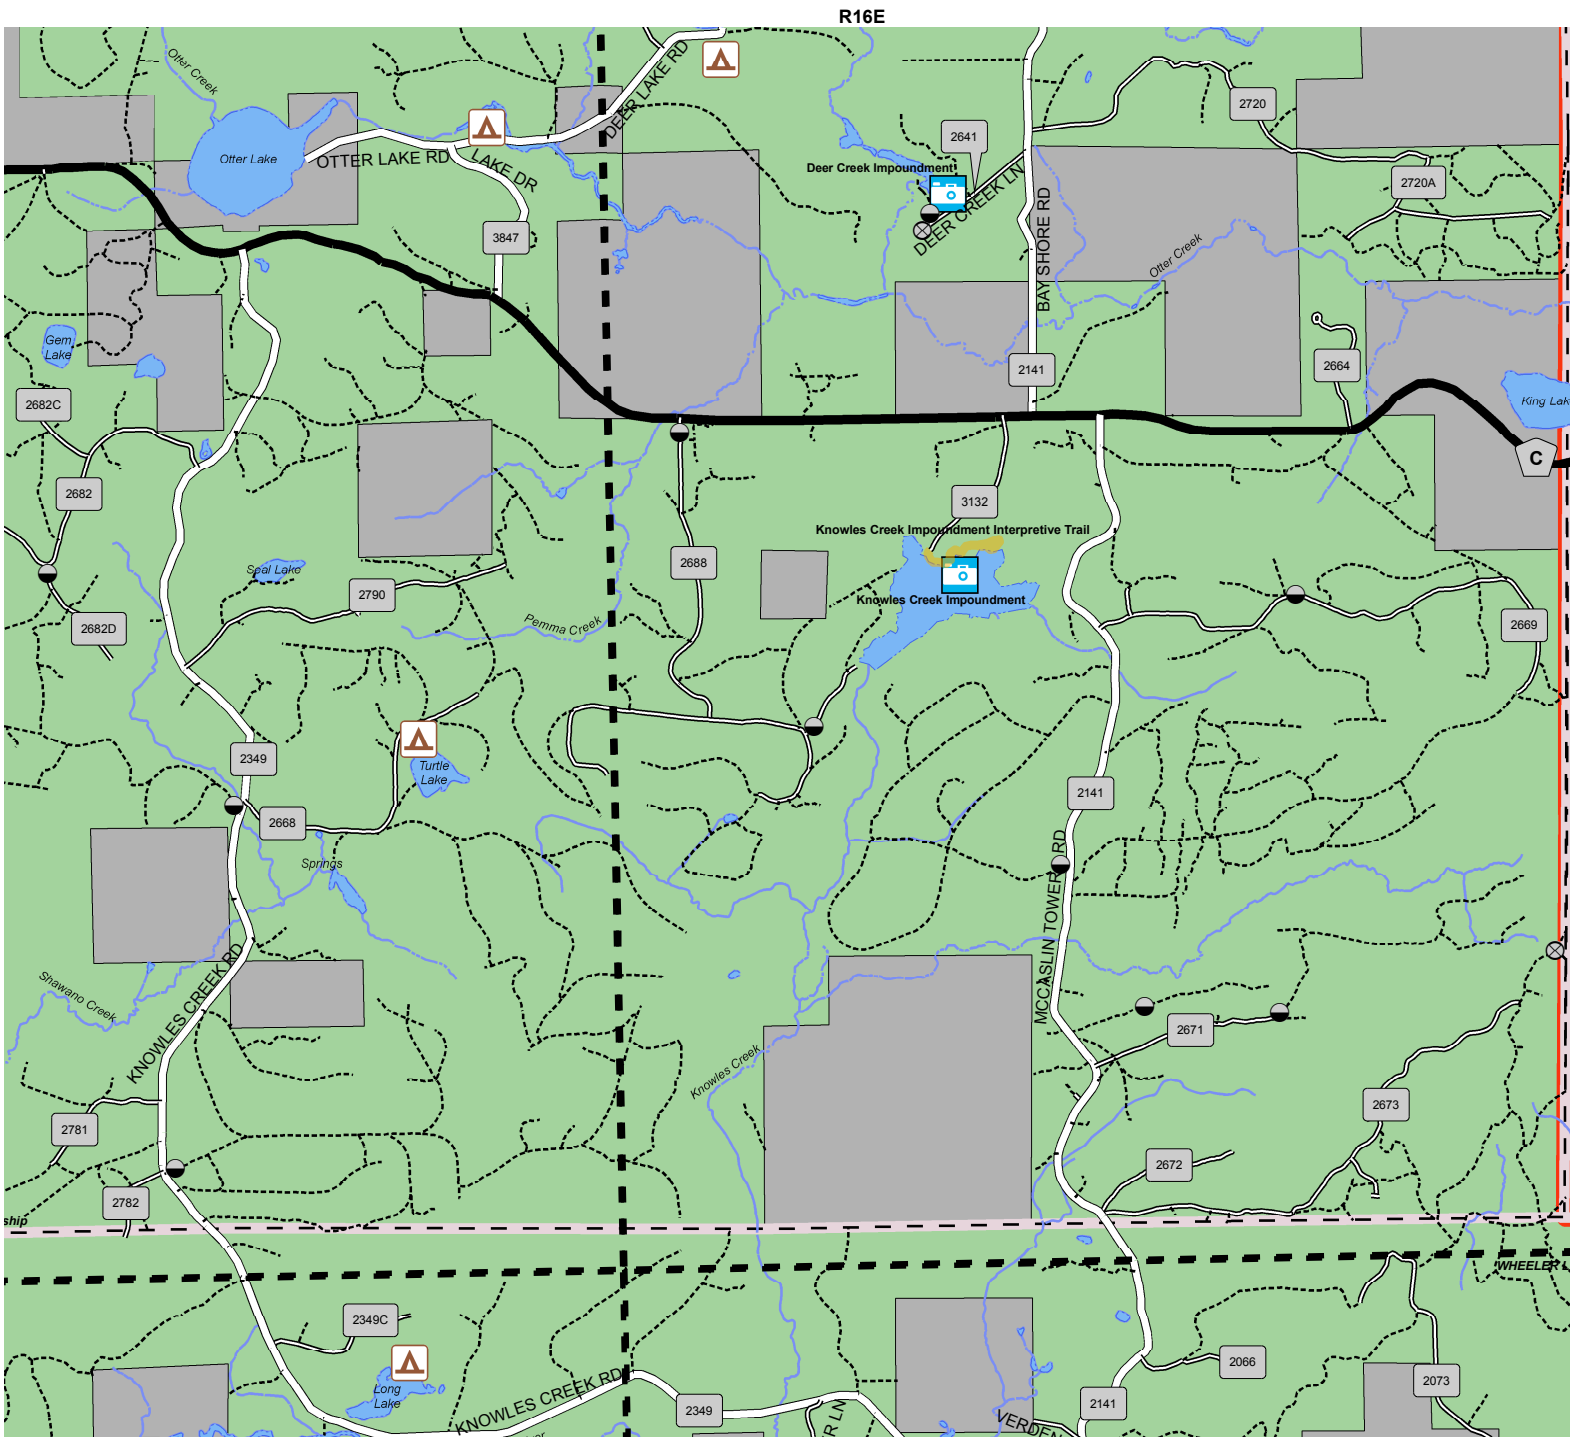 R16E
Otter Creek
DEER LAKE RD
2720
2641
Otter Lake
OTTER LAKE RD
LAKE DR
Deer Creek Impoundment
DEER CREEK LN
2720A
BAY SHORE RD
3847
Otter Creek
Gem
Lake
2141
2664
2682C
King Lak
C
2682
3132
Knowles Creek Impoundment Interpretive Trail
2688
Seal Lake
2790
Knowles Creek Impoundment
2682D
Pemma Creek
2669
2349
Turtle
Lake
2141
2668
MCCASLIN TOWER RD
Springs
KNOWLES CREEK RD
Shawano Creek
2671
Knowles Creek
2673
2781
2672
2782
ship
WHEELER L
2349C
2066
Long
Lake
KNOWLES CREEK RD
2349
2073
2141
R LN
VERDEN